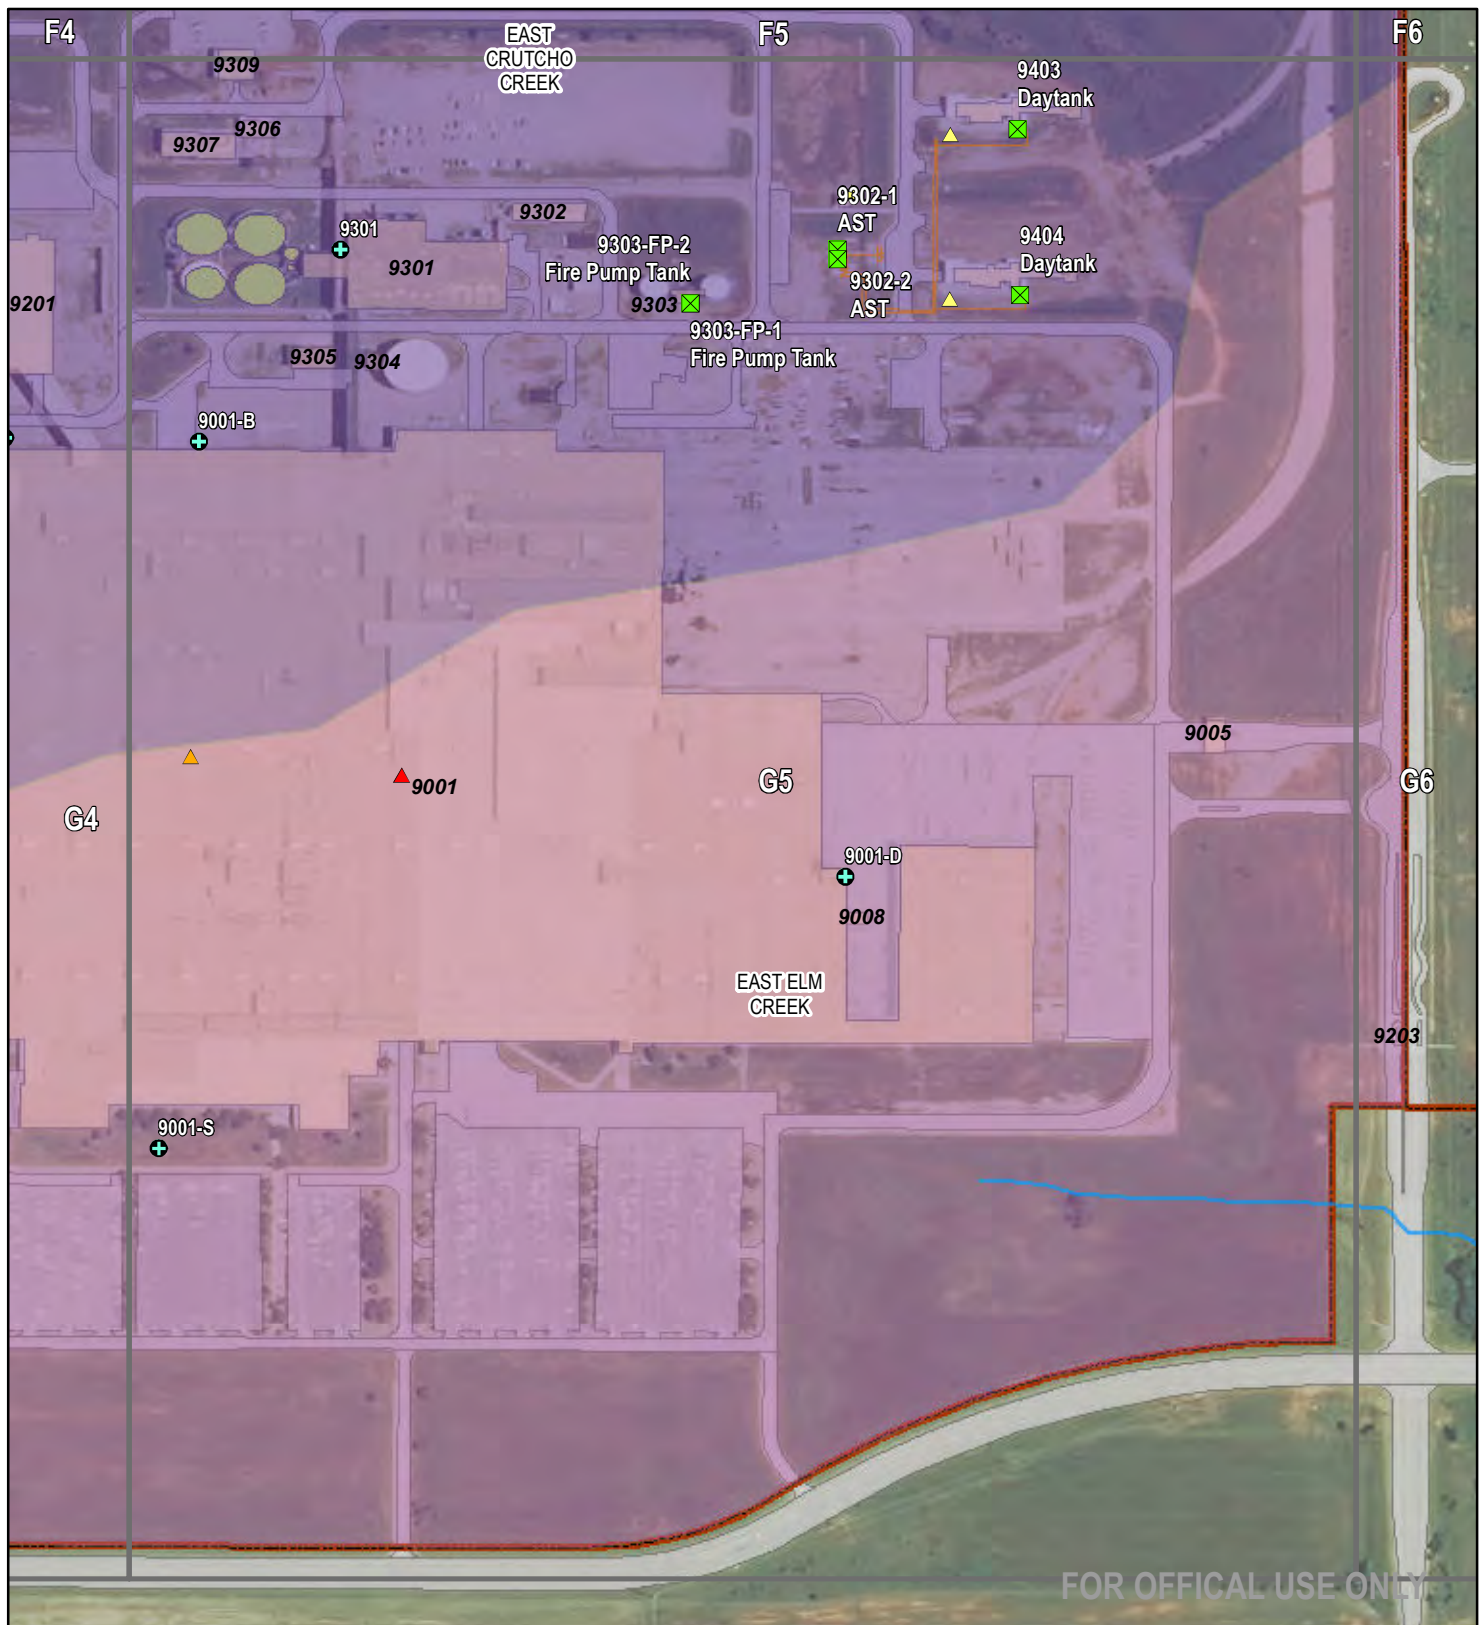 F4
F5
F6
EAST
CRUTCHO
CREEK
9309
9403
Daytank
9306
9307
9302-1
AST
9302
9301
9303-FP-2
Fire Pump Tank
9404
Daytank
9301
9302-2
AST
9201
9303
9303-FP-1
Fire Pump Tank
9305
9304
9001-B
9005
9001
G5
G6
G4
9001-D
9008
EAST ELM
CREEK
9203
9001-S
FOR OFFICAL USE ONLY